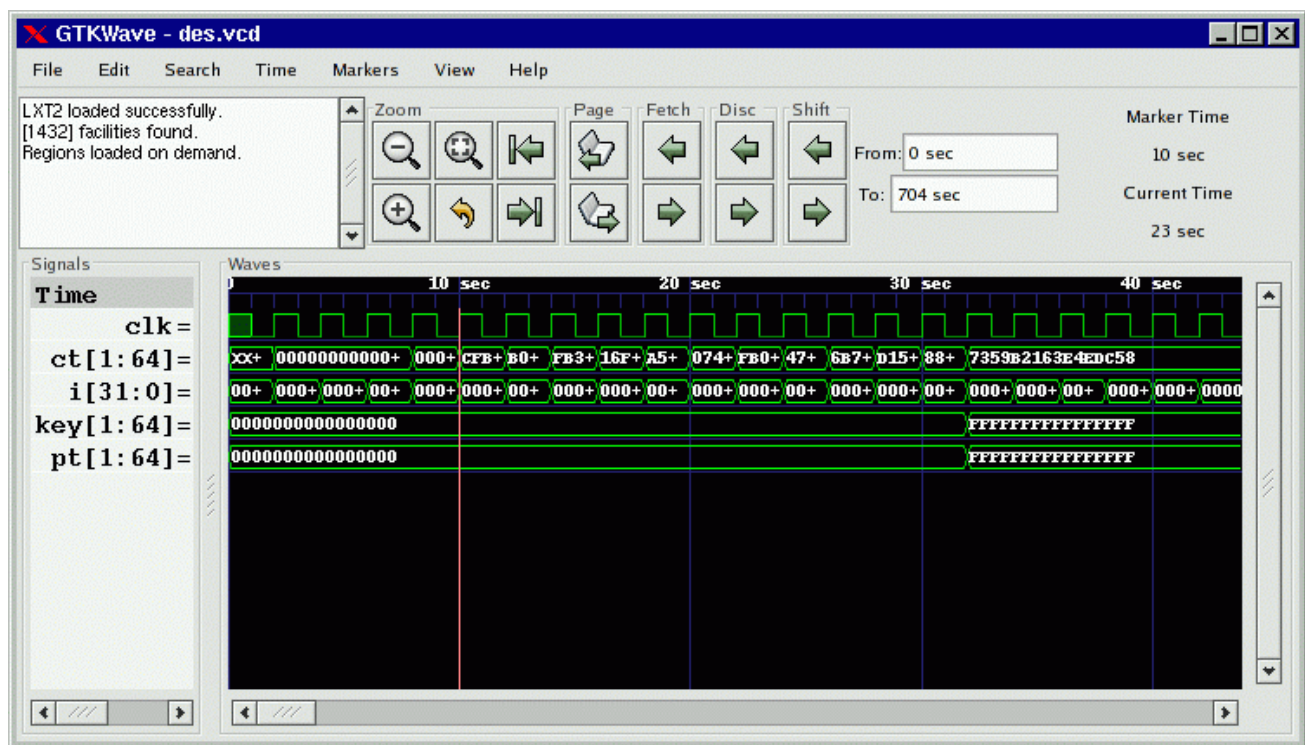 GTKWave - des.vcd
File Edit Search Time Markers View Help
LXT2 loaded successfully.
[1432] facilities found.
Regions loaded on demand.
Zoom Page Fetch Disc Shift
From: 0 sec
To: 704 sec
Marker Time
10 sec
Current Time
23 sec
Signals
Time
clk=
ct[1:64]=
i[31:0]=
key[1:64]=
pt[1:64]=
Waves
0 10 sec 20 sec 30 sec 40 sec
XX+ 00000000000+ 000+ CFB+ B0+ FB3+ 16F+ A5+ 074+ FB0+ 47+ 6B7+ D15+ 88+ 7359B2163E4EDC58
00+ 000+ 000+ 00+ 000+ 000+ 00+ 000+ 000+ 00+ 000+ 000+ 00+ 000+ 000+ 00+ 000+ 000+ 00+ 000+ 000+ 0000
0000000000000000 FFFFFFFFFFFFFFFF
0000000000000000 FFFFFFFFFFFFFFFF